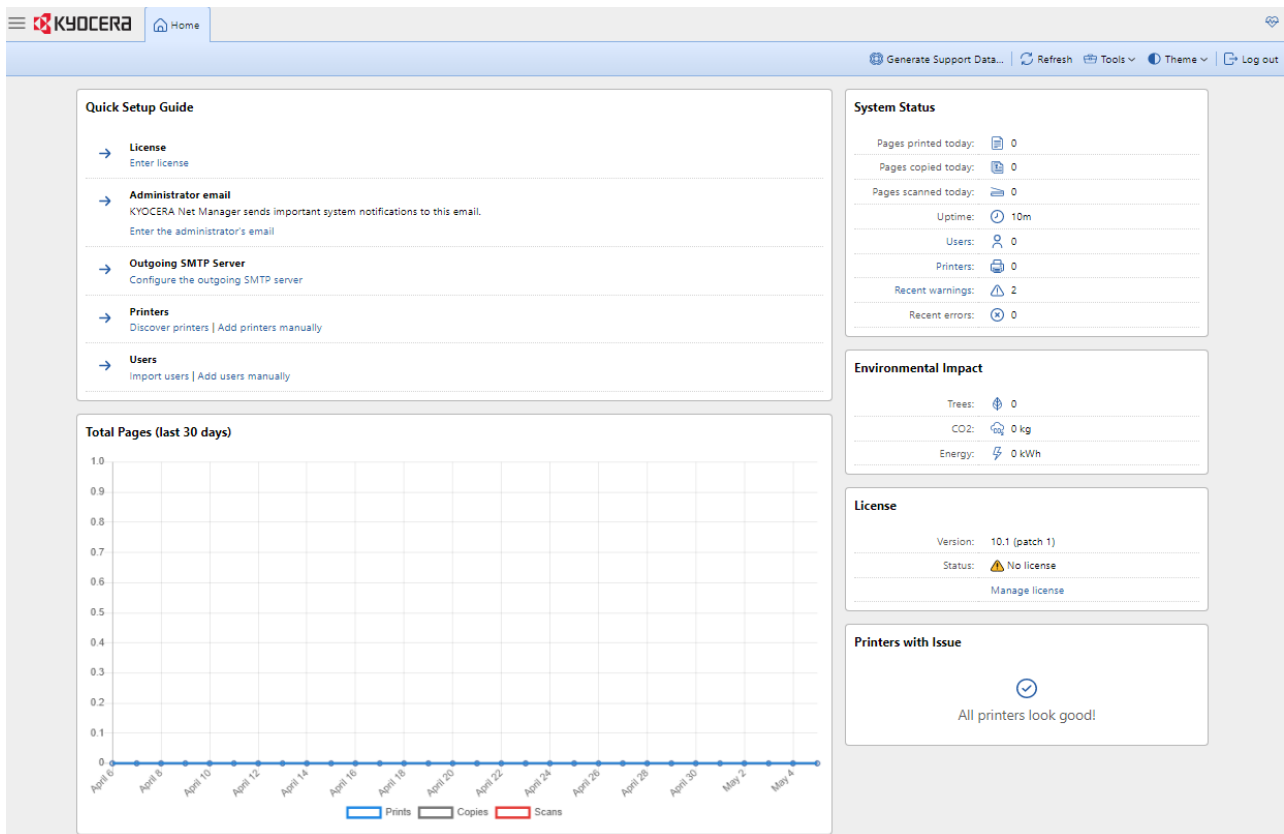 KYOCERA
Home
Generate Support Data... Refresh Tools Theme Log out
Quick Setup Guide
License
Enter license
Administrator email
KYOCERA Net Manager sends important system notifications to this email.
Enter the administrator's email
Outgoing SMTP Server
Configure the outgoing SMTP server
Printers
Discover printers | Add printers manually
Users
Import users | Add users manually
Total Pages (last 30 days)
1.0
0.9
0.8
0.7
0.6
0.5
0.4
0.3
0.2
0.1
0
April 6 April 8 April 10 April 12 April 14 April 16 April 18 April 20 April 22 April 24 April 26 April 28 April 30 May 2 May 4
Prints Copies Scans
System Status
Pages printed today: 0
Pages copied today: 0
Pages scanned today: 0
Uptime: 10m
Users: 0
Printers: 0
Recent warnings: 2
Recent errors: 0
Environmental Impact
Trees: 0
CO2: 0 kg
Energy: 0 kWh
License
Version: 10.1 (patch 1)
Status: No license
Manage license
Printers with Issue
All printers look good!